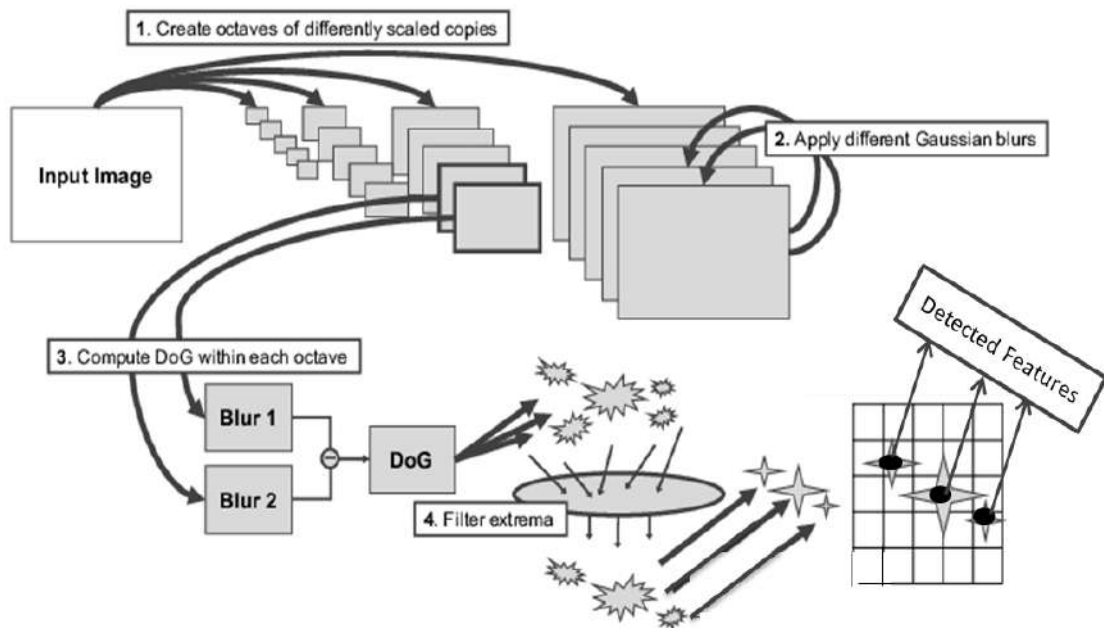 1. Create octaves of differently scaled copies
Input Image
2. Apply different Gaussian blurs
3. Compute DoG within each octave
Blur 1
Blur 2
DoG
4. Filter extrema
Detected Features